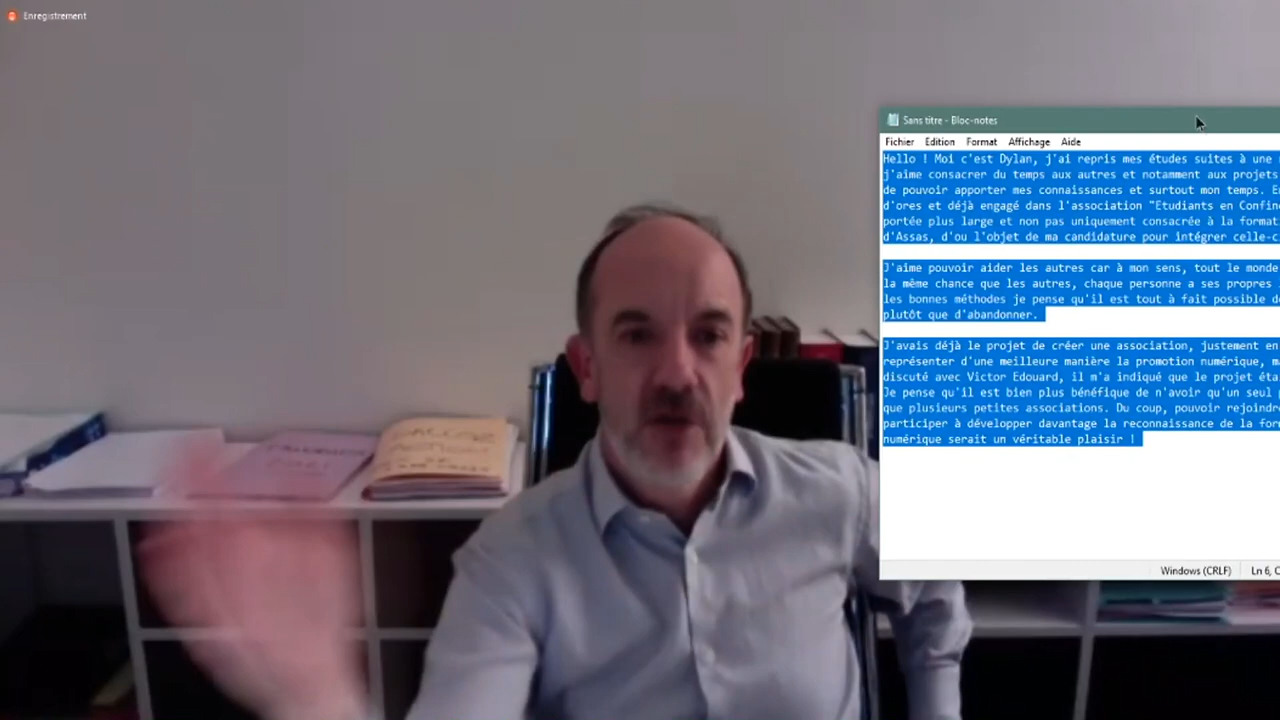 Enregistrement
Sans titre - Bloc-notes
Fichier Edition Format Affichage Aide
Hello ! Moi c'est Dylan, j'ai repris mes études suites à une
j'aime consacrer du temps aux autres et notamment aux projets
de pouvoir apporter mes connaissances et surtout mon temps.
d'ores et déjà engagé dans l'association "Etudiants en
portée plus large et non pas uniquement consacrée à la
d'Assas, d'ou l'objet de ma candidature pour intégrer
J'aime pouvoir aider les autres car à mon sens, tout le monde
la même chance que les autres, chaque personne a ses propres
les bonnes méthodes je pense qu'il est tout à fait possible
plutôt que d'abandonner.
J'avais déjà le projet de créer une association, justement en
représenter d'une meilleure manière la promotion numérique,
discuté avec Victor Edouard, il m'a indiqué que le projet
Je pense qu'il est bien plus bénéfique de n'avoir qu'un seul
que plusieurs petites associations. Du coup, pouvoir
participer à développer davantage la reconnaissance de la
numérique serait un véritable plaisir !
Windows (CRLF) Ln 6,